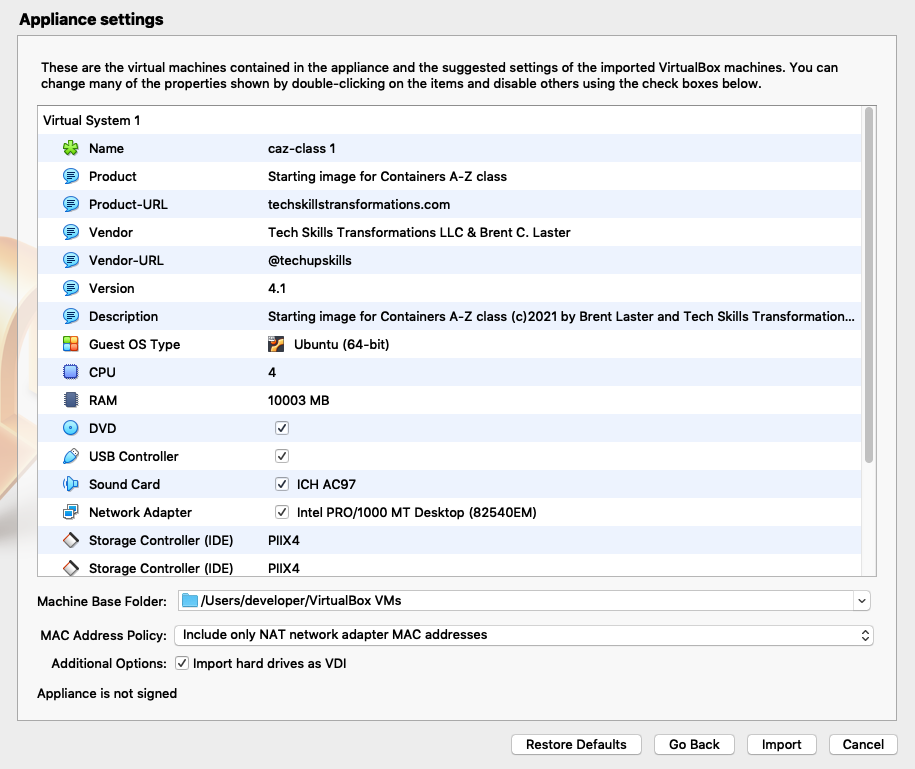 Appliance settings
These are the virtual machines contained in the appliance and the suggested settings of the imported VirtualBox machines. You can
change many of the properties shown by double-clicking on the items and disable others using the check boxes below.
Virtual System 1
Name caz-class 1
Product Starting image for Containers A-Z class
Product-URL techskillstransformations.com
Vendor Tech Skills Transformations LLC & Brent C. Laster
Vendor-URL @techupskills
Version 4.1
Description Starting image for Containers A-Z class (c)2021 by Brent Laster and Tech Skills Transformation...
Guest OS Type Ubuntu (64-bit)
CPU 4
RAM 10003 MB
DVD
USB Controller
Sound Card ICH AC97
Network Adapter Intel PRO/1000 MT Desktop (82540EM)
Storage Controller (IDE) PIIX4
Storage Controller (IDE) PIIX4
Machine Base Folder: /Users/developer/VirtualBox VMs
MAC Address Policy: Include only NAT network adapter MAC addresses
Additional Options: Import hard drives as VDI
Appliance is not signed
Restore Defaults Go Back Import Cancel